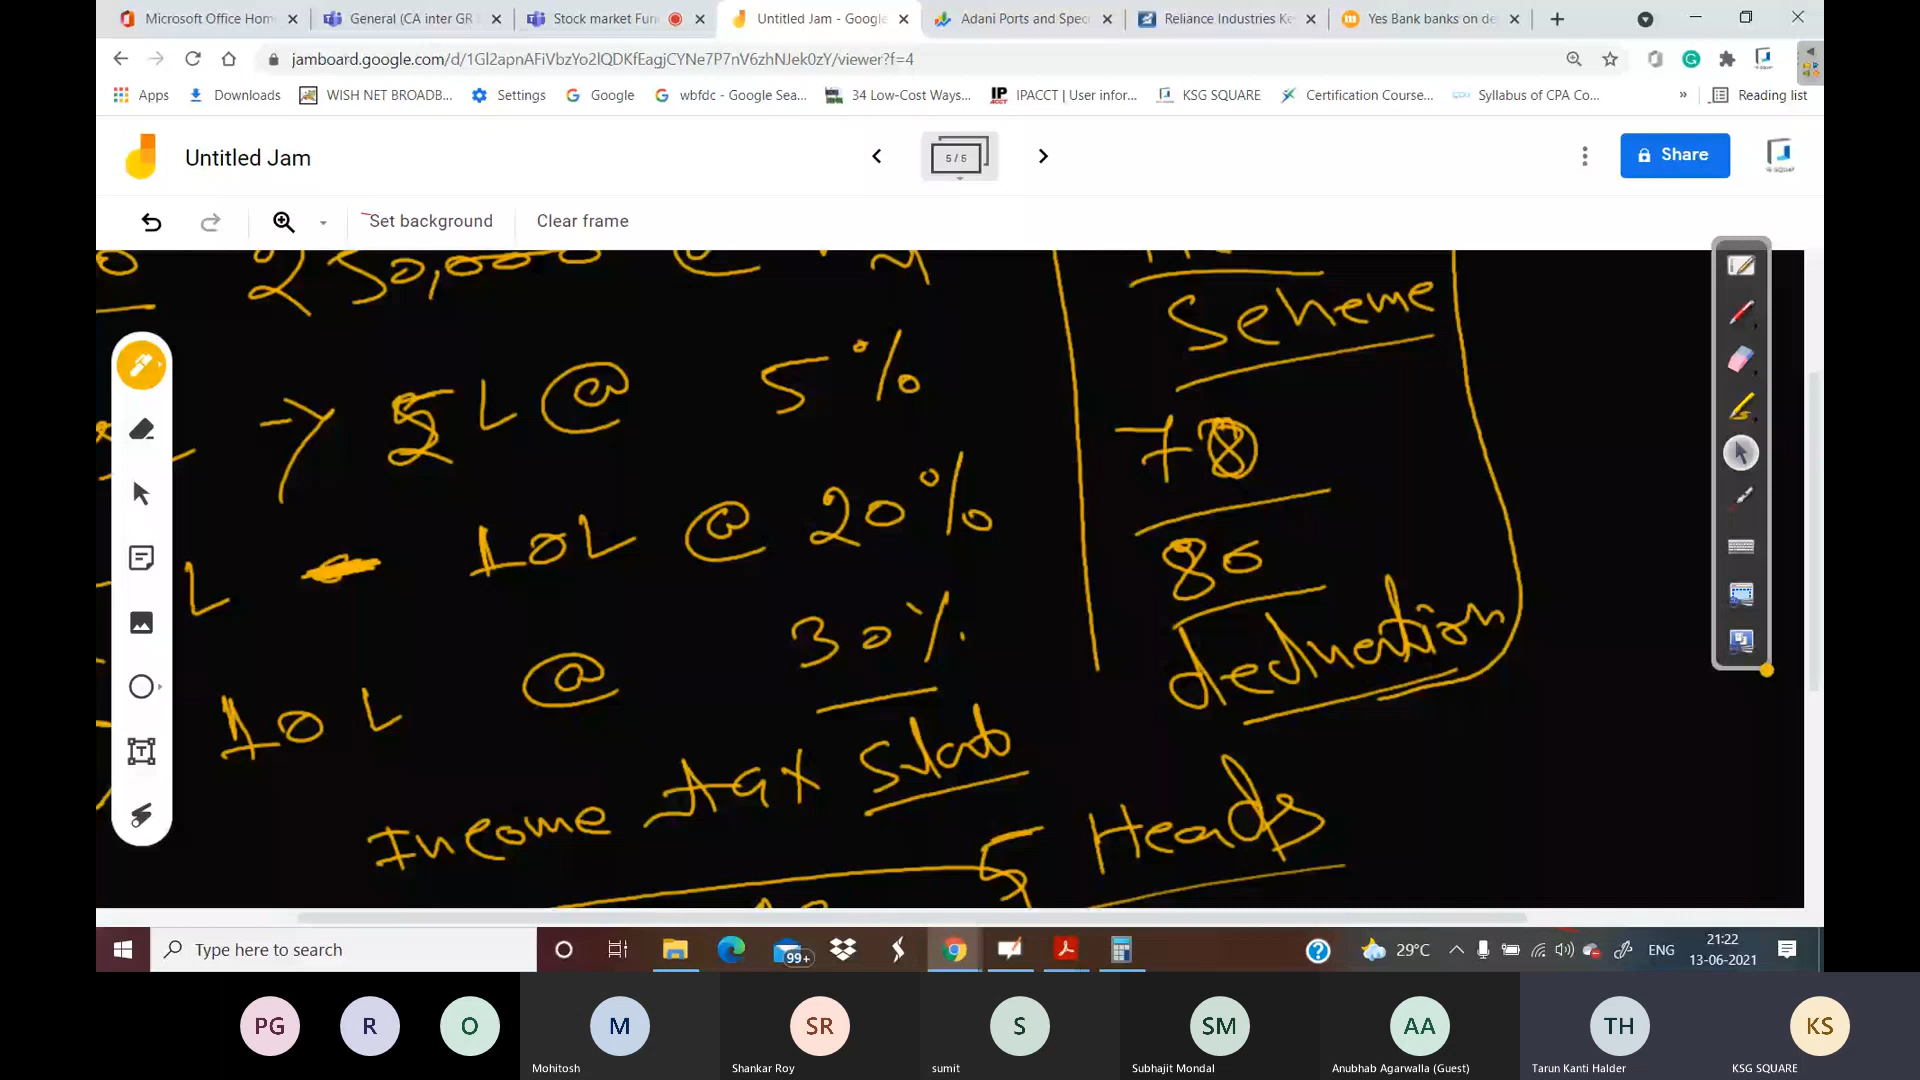 Microsoft Office Hom
General (CA inter GR
Stock market Fun
Untitled Jam - Google
Adani Ports and Spec
Reliance Industries Ke
Yes Bank banks on de
jamboard.google.com/d/1Gl2apnAFiVbzYo2lQDKfEagjCYNe7P7nV6zhNJek0zY/viewer?f=4
Apps
Downloads
WISH NET BROADB...
Settings
Google
wbfdc - Google Sea...
34 Low-Cost Ways...
IPACCT | User infor...
KSG SQUARE
Certification Course...
Syllabus of CPA Co...
»
Reading list
Untitled Jam
5 / 5
Share
Set background
Clear frame
250,000 @
Scheme
5 L @ 5%
L - 10L @ 20%
10 L @ 30%
80
deduction
Income tax Slab
5 Heads
Type here to search
99+
29°C
ENG
21:22
13-06-2021
PG
R
O
M
SR
S
SM
AA
TH
KS
Mohitosh
Shankar Roy
sumit
Subhajit Mondal
Anubhab Agarwalla (Guest)
Tarun Kanti Halder
KSG SQUARE